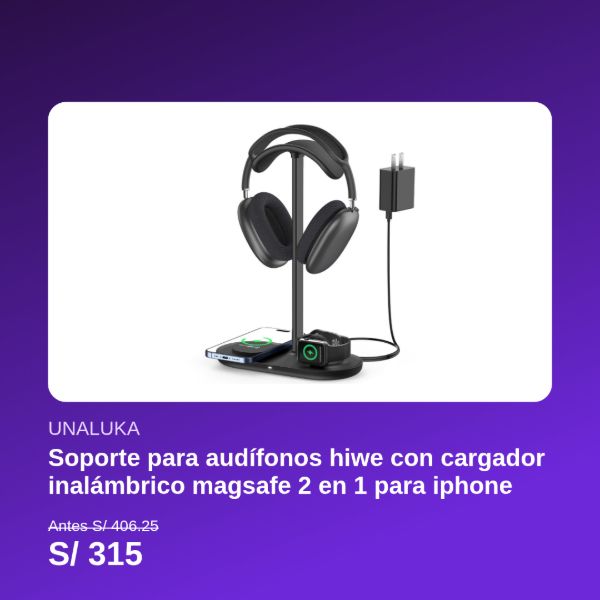 UNALUKA
Soporte para audífonos hiwe con cargador
inalámbrico magsafe 2 en 1 para iphone
Antes S/ 406.25
S/ 315